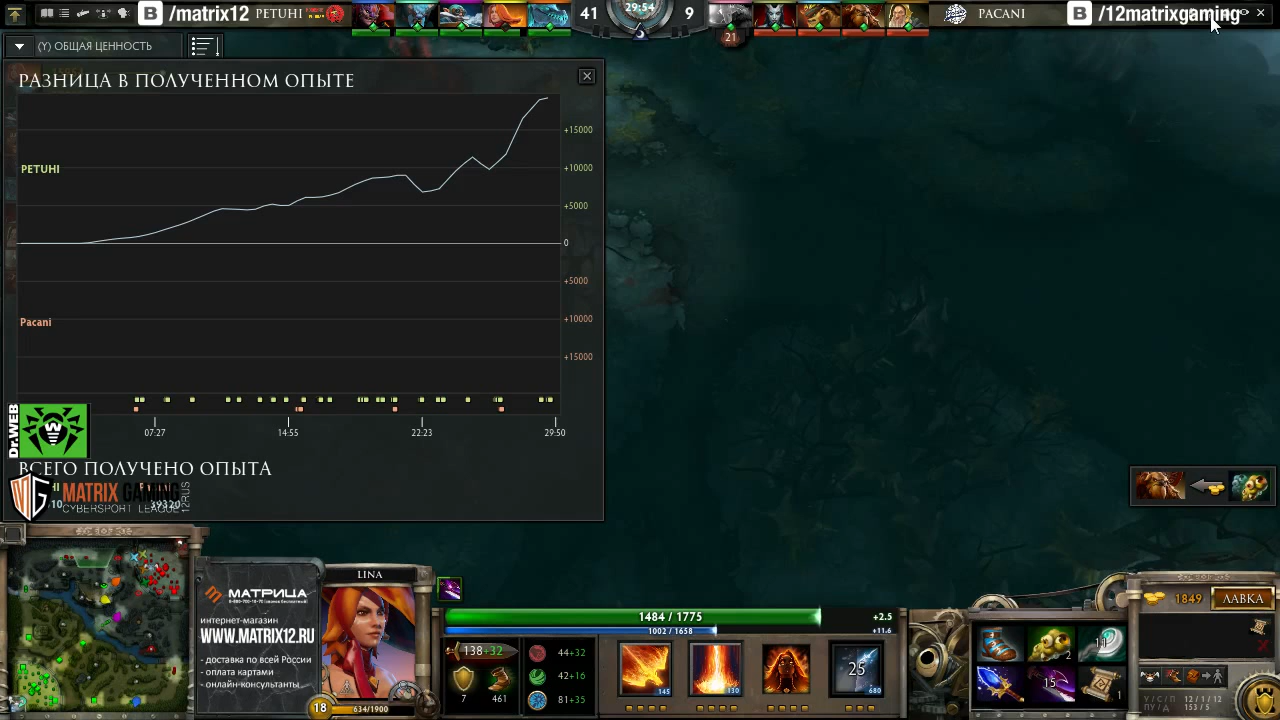 /matrix12
PETUHI
41
29:54
9
21
PACANI
/12matrixgaming
(Y) ОБЩАЯ ЦЕННОСТЬ
РАЗНИЦА В ПОЛУЧЕННОМ ОПЫТЕ
+15000
PETUHI
+10000
+5000
0
+5000
Pacani
+10000
+15000
07:27
14:55
22:23
29:50
Dr.WEB
ВСЕГО ПОЛУЧЕНО ОПЫТА
MATRIX GAMING
CYBERSPORT LEAGUE
12RUS
39320
МАТРИЦА
интернет-магазин
WWW.MATRIX12.RU
- доставка по всей России
- оплата картами
- онлайн-консультанты
LINA
18
634/1900
1484 / 1775
+2.5
1002 / 1658
+11.6
138+32
7
461
44+32
42+16
81+35
145
130
25
680
2
11
15
1
1849
ЛАВКА
У / С / П 12 / 1 / 12
ПУ / Д 153 / 5